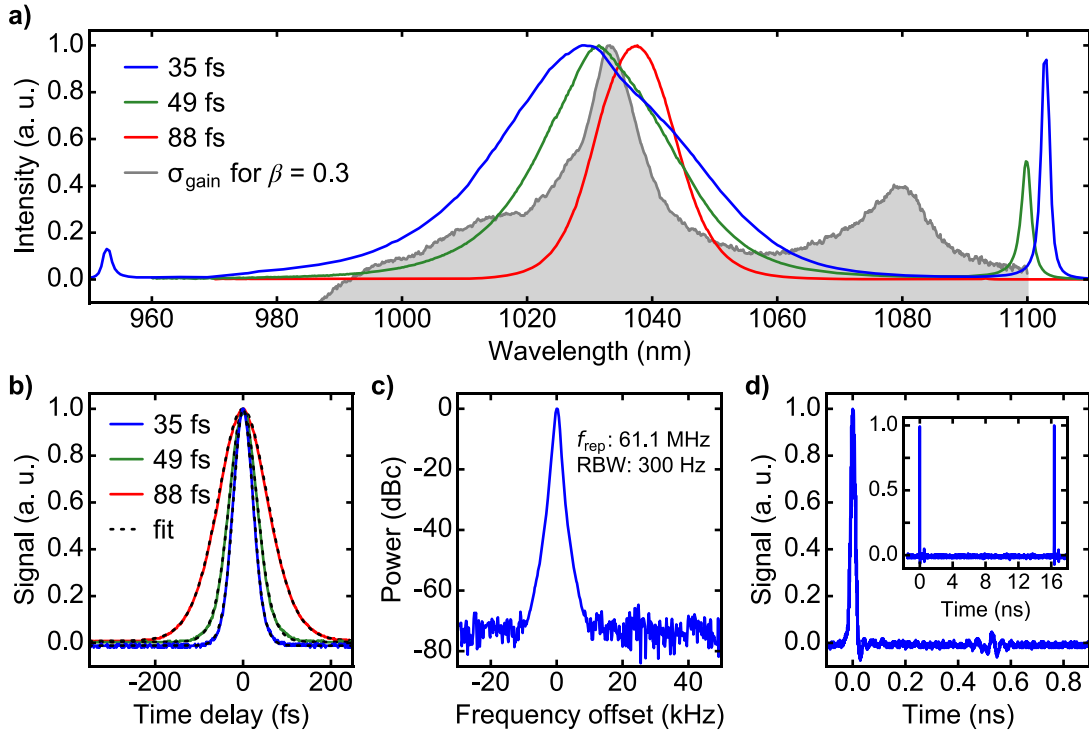 a)
Intensity (a. u.)
1.0
0.8
0.6
0.4
0.2
0.0
35 fs
49 fs
88 fs
σgain for β = 0.3
960 980 1000 1020 1040 1060 1080 1100
Wavelength (nm)
b)
Signal (a. u.)
1.0
0.8
0.6
0.4
0.2
0.0
35 fs
49 fs
88 fs
fit
-200 0 200
Time delay (fs)
c)
Power (dBc)
0
-20
-40
-60
-80
frep: 61.1 MHz
RBW: 300 Hz
-20 0 20 40
Frequency offset (kHz)
d)
Signal (a. u.)
1.0
0.8
0.6
0.4
0.2
0.0
1.0
0.5
0.0
0 4 8 12 16
Time (ns)
0.0 0.2 0.4 0.6 0.8
Time (ns)